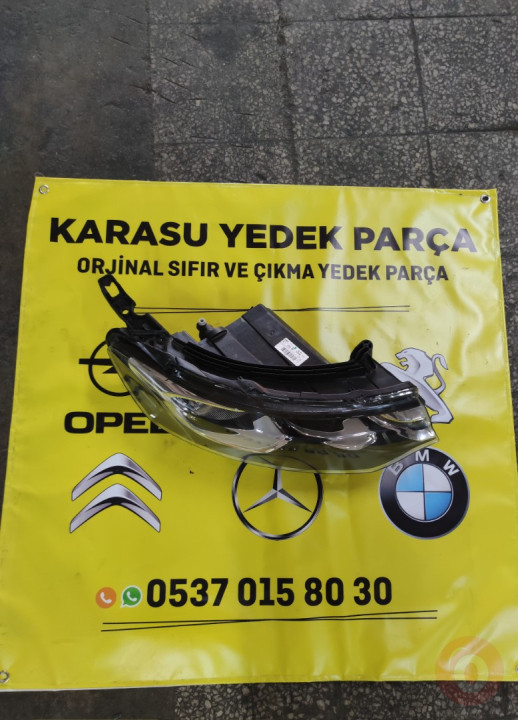 KARASU YEDEK PARÇA
ORJİNAL SIFIR VE ÇIKMA YEDEK PARÇA
OPEL
BMW
0537 015 80 30